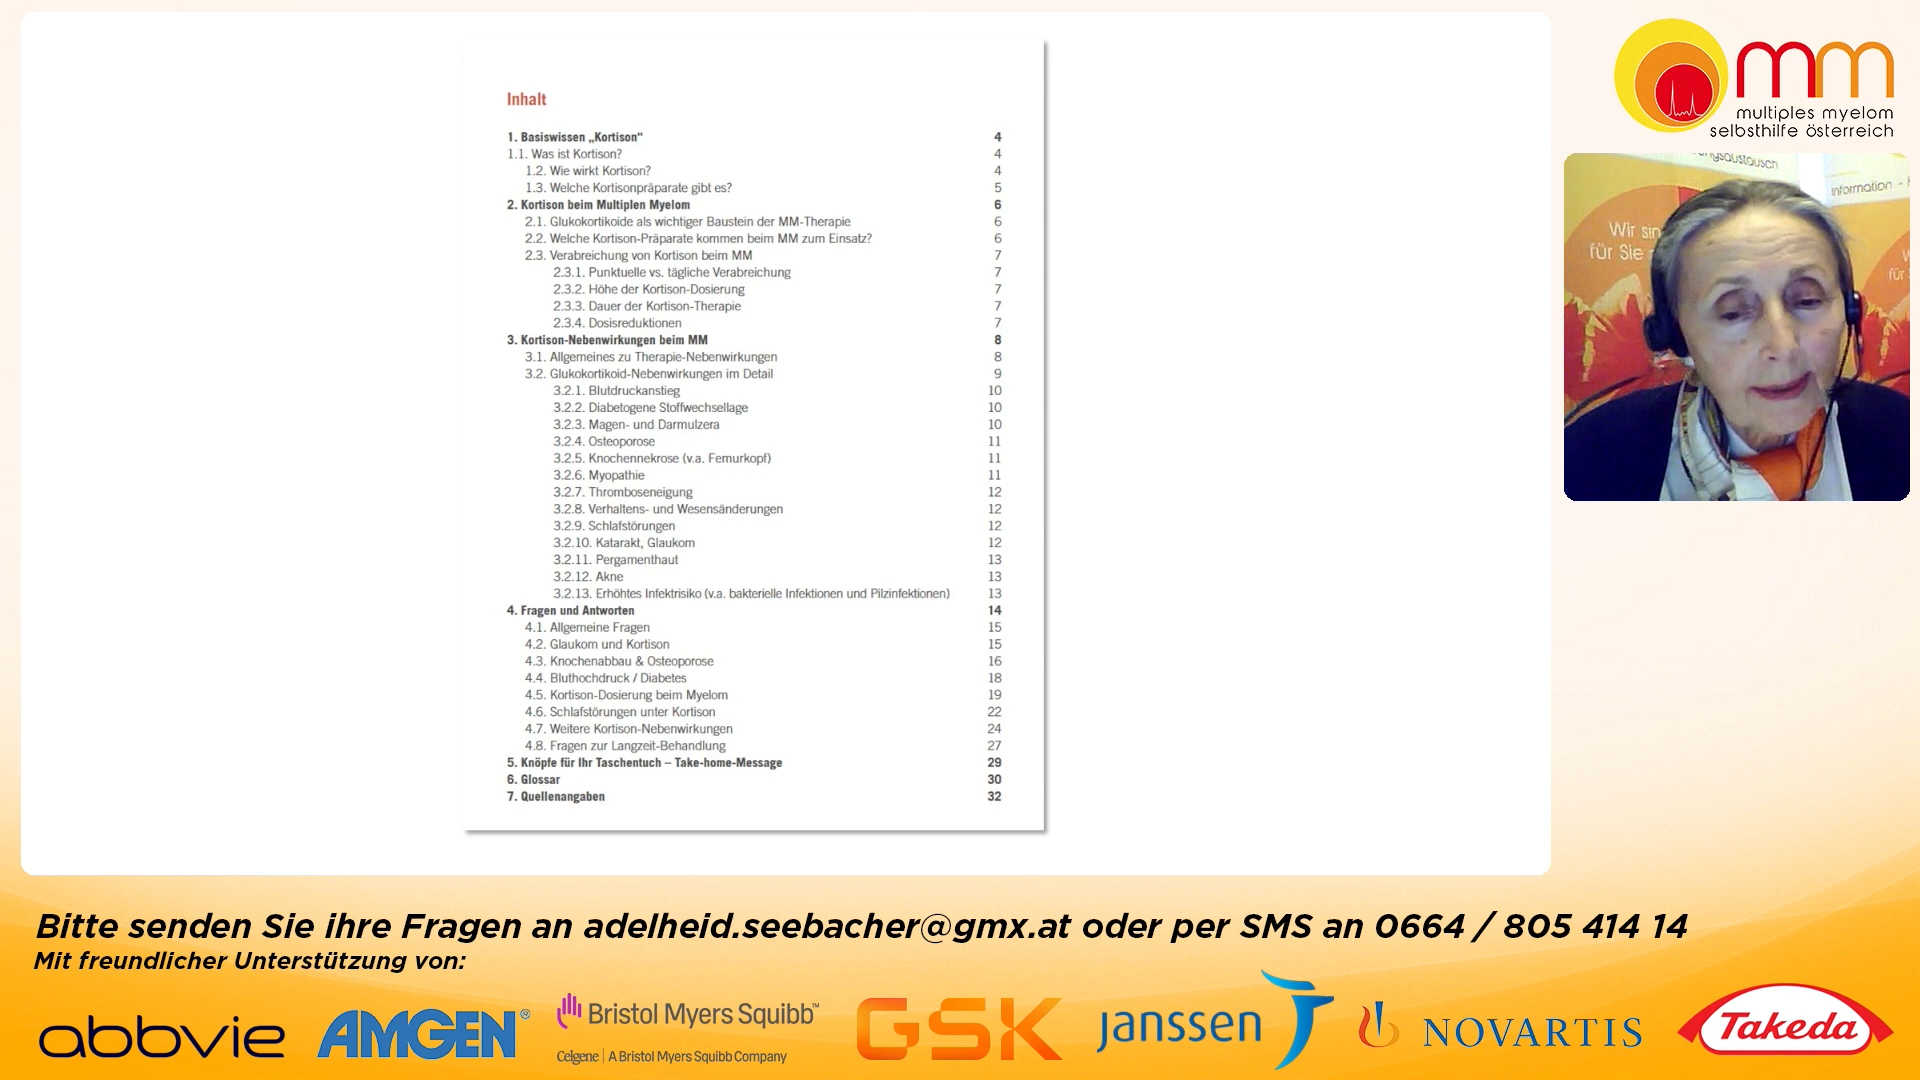 Inhalt
1. Basiswissen „Kortison“ 4
1.1. Was ist Kortison? 4
1.2. Wie wirkt Kortison? 4
1.3. Welche Kortisonpräparate gibt es? 5
2. Kortison beim Multiplen Myelom 6
2.1. Glukokortikoide als wichtiger Baustein der MM-Therapie 6
2.2. Welche Kortison-Präparate kommen beim MM zum Einsatz? 6
2.3. Verabreichung von Kortison beim MM 7
2.3.1. Punktuelle vs. tägliche Verabreichung 7
2.3.2. Höhe der Kortison-Dosierung 7
2.3.3. Dauer der Kortison-Therapie 7
2.3.4. Dosisreduktionen 7
3. Kortison-Nebenwirkungen beim MM 8
3.1. Allgemeines zu Therapie-Nebenwirkungen 8
3.2. Glukokortikoid-Nebenwirkungen im Detail 9
3.2.1. Blutdruckanstieg 10
3.2.2. Diabetogene Stoffwechsellage 10
3.2.3. Magen- und Darmulzera 10
3.2.4. Osteoporose 11
3.2.5. Knochennekrose (v.a. Femurkopf) 11
3.2.6. Myopathie 11
3.2.7. Thromboseneigung 12
3.2.8. Verhaltens- und Wesensänderungen 12
3.2.9. Schlafstörungen 12
3.2.10. Katarakt, Glaukom 12
3.2.11. Pergamenthaut 13
3.2.12. Akne 13
3.2.13. Erhöhtes Infektrisiko (v.a. bakterielle Infektionen und Pilzinfektionen) 13
4. Fragen und Antworten 14
4.1. Allgemeine Fragen 15
4.2. Glaukom und Kortison 15
4.3. Knochenabbau & Osteoporose 16
4.4. Bluthochdruck / Diabetes 18
4.5. Kortison-Dosierung beim Myelom 19
4.6. Schlafstörungen unter Kortison 22
4.7. Weitere Kortison-Nebenwirkungen 24
4.8. Fragen zur Langzeit-Behandlung 27
5. Knöpfe für Ihr Taschentuch – Take-home-Message 29
6. Glossar 30
7. Quellenangaben 32
mm
multiples myelom
selbsthilfe österreich
Information -
Wir sin
für Sie
für
Bitte senden Sie ihre Fragen an adelheid.seebacher@gmx.at oder per SMS an 0664 / 805 414 14
Mit freundlicher Unterstützung von:
abbvie
AMGEN®
Bristol Myers Squibb™
Celgene | A Bristol Myers Squibb Company
GSK
janssen
NOVARTIS
Takeda